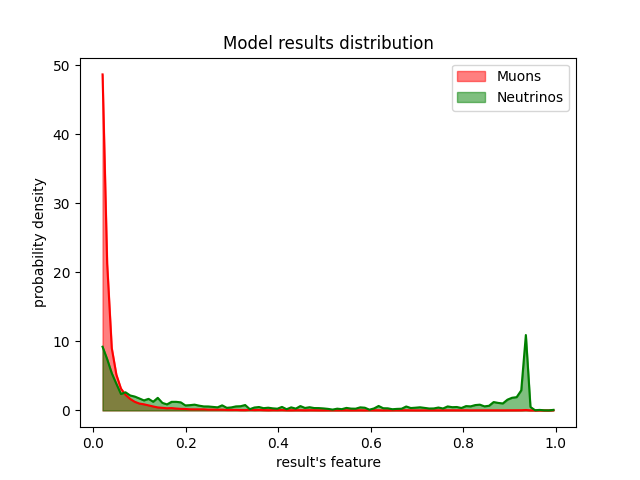 Model results distribution
Muons
Neutrinos
probability density
50
40
30
20
10
0
0.0 0.2 0.4 0.6 0.8 1.0
result's feature